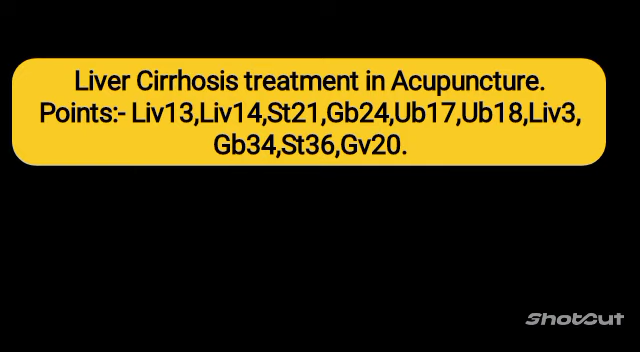 Liver Cirrhosis treatment in Acupuncture.
Points:- Liv13,Liv14,St21,Gb24,Ub17,Ub18,Liv3,
Gb34,St36,Gv20.
ShotCut